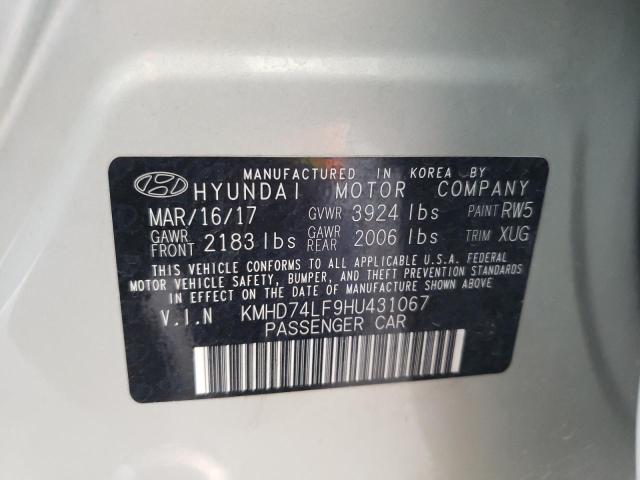 MANUFACTURED IN KOREA BY
HYUNDAI MOTOR COMPANY
MAR/16/17 GVWR 3924 lbs PAINT RW5
GAWR FRONT 2183 lbs GAWR REAR 2006 lbs TRIM XUG
THIS VEHICLE CONFORMS TO ALL APPLICABLE U.S.A. FEDERAL
MOTOR VEHICLE SAFETY, BUMPER, AND THEFT PREVENTION STANDARDS
IN EFFECT ON THE DATE OF MANUFACTURE SHOWN ABOVE.
V.I.N KMHD74LF9HU431067
PASSENGER CAR